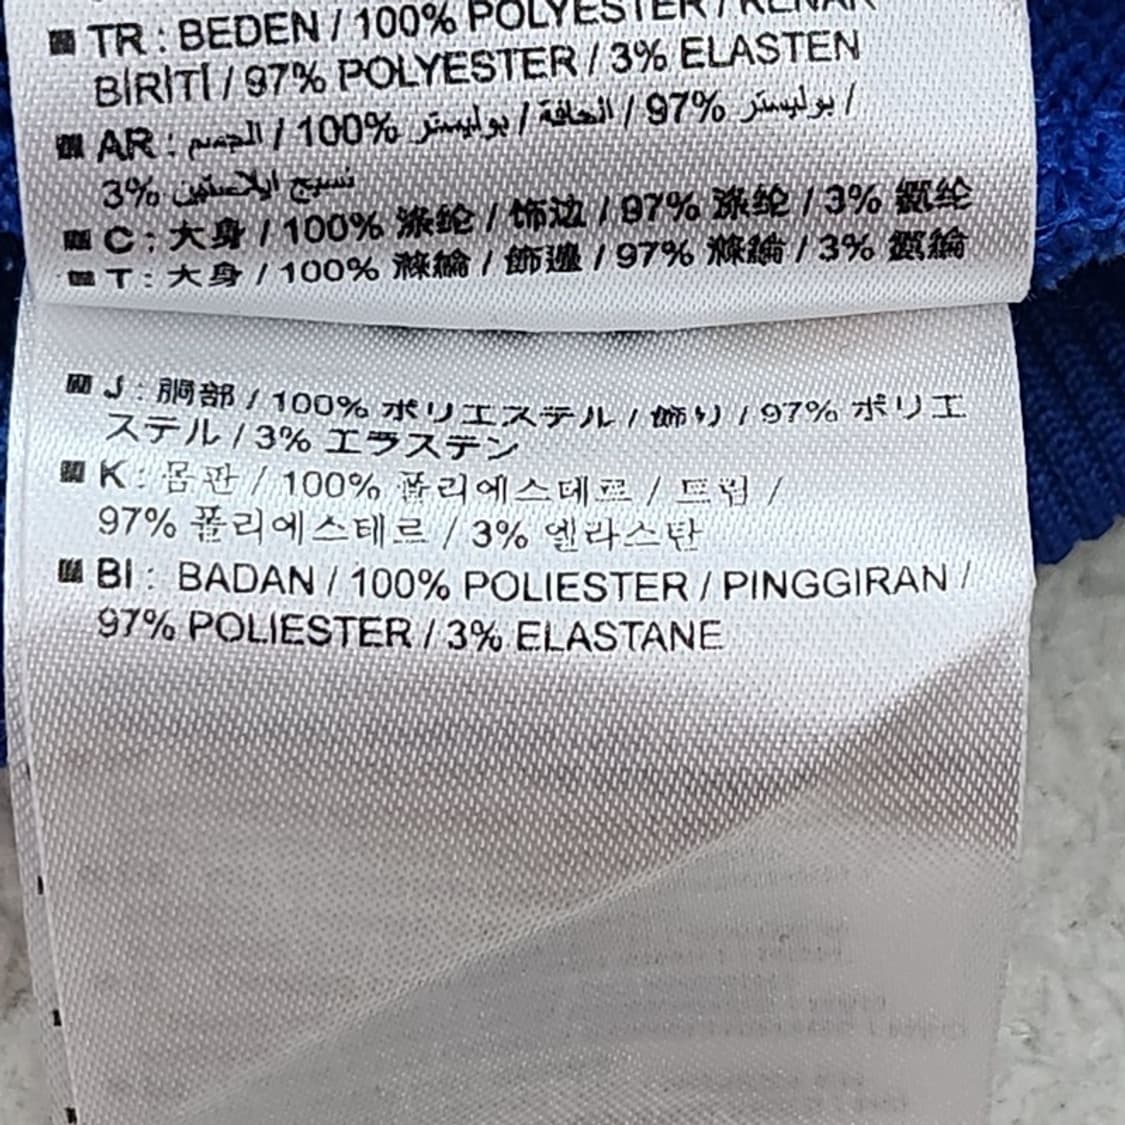 TR : BEDEN / 100% POLYESTER / KENAR
BİRİTİ / 97% POLYESTER / 3% ELASTEN
AR : الجسم / 100% بوليستر / الحافة / 97% بوليستر /
3% نسيج ايلاستين
C : 大身 / 100% 涤纶 / 饰边 / 97% 涤纶 / 3% 氨纶
T : 大身 / 100% 滌綸 / 飾邊 / 97% 滌綸 / 3% 氨綸
J : 胴部 / 100% ポリエステル / 飾り / 97% ポリエ
ステル / 3% エラステン
K : 몸판 / 100% 폴리에스테르 / 트림 /
97% 폴리에스테르 / 3% 엘라스탄
BI : BADAN / 100% POLIESTER / PINGGIRAN /
97% POLIESTER / 3% ELASTANE